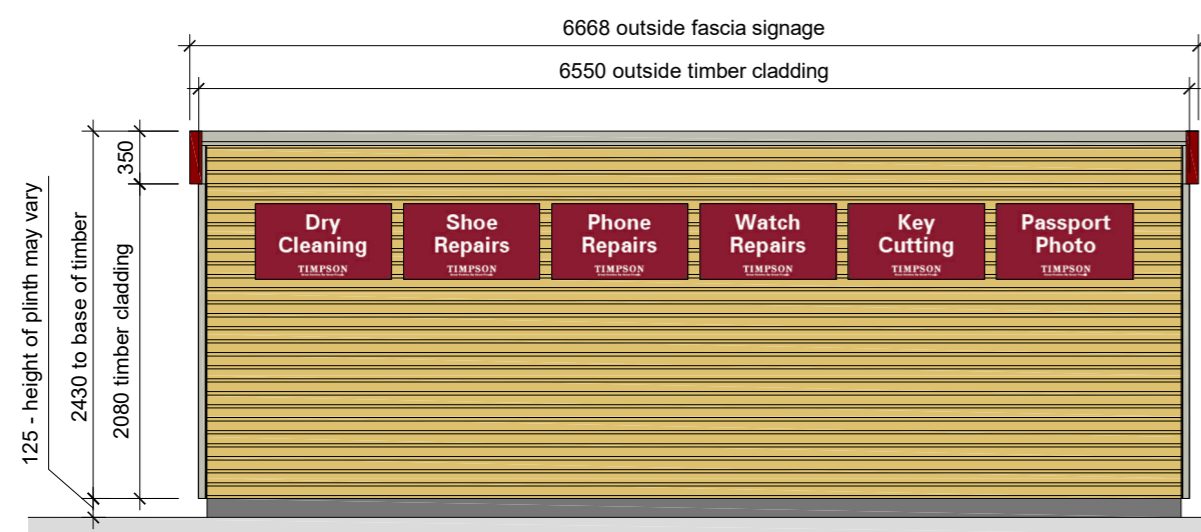 6668 outside fascia signage
6550 outside timber cladding
125 - height of plinth may vary
2430 to base of timber
2080 timber cladding
350
Dry
Cleaning
TIMPSON
Shoe
Repairs
TIMPSON
Phone
Repairs
TIMPSON
Watch
Repairs
TIMPSON
Key
Cutting
TIMPSON
Passport
Photo
TIMPSON